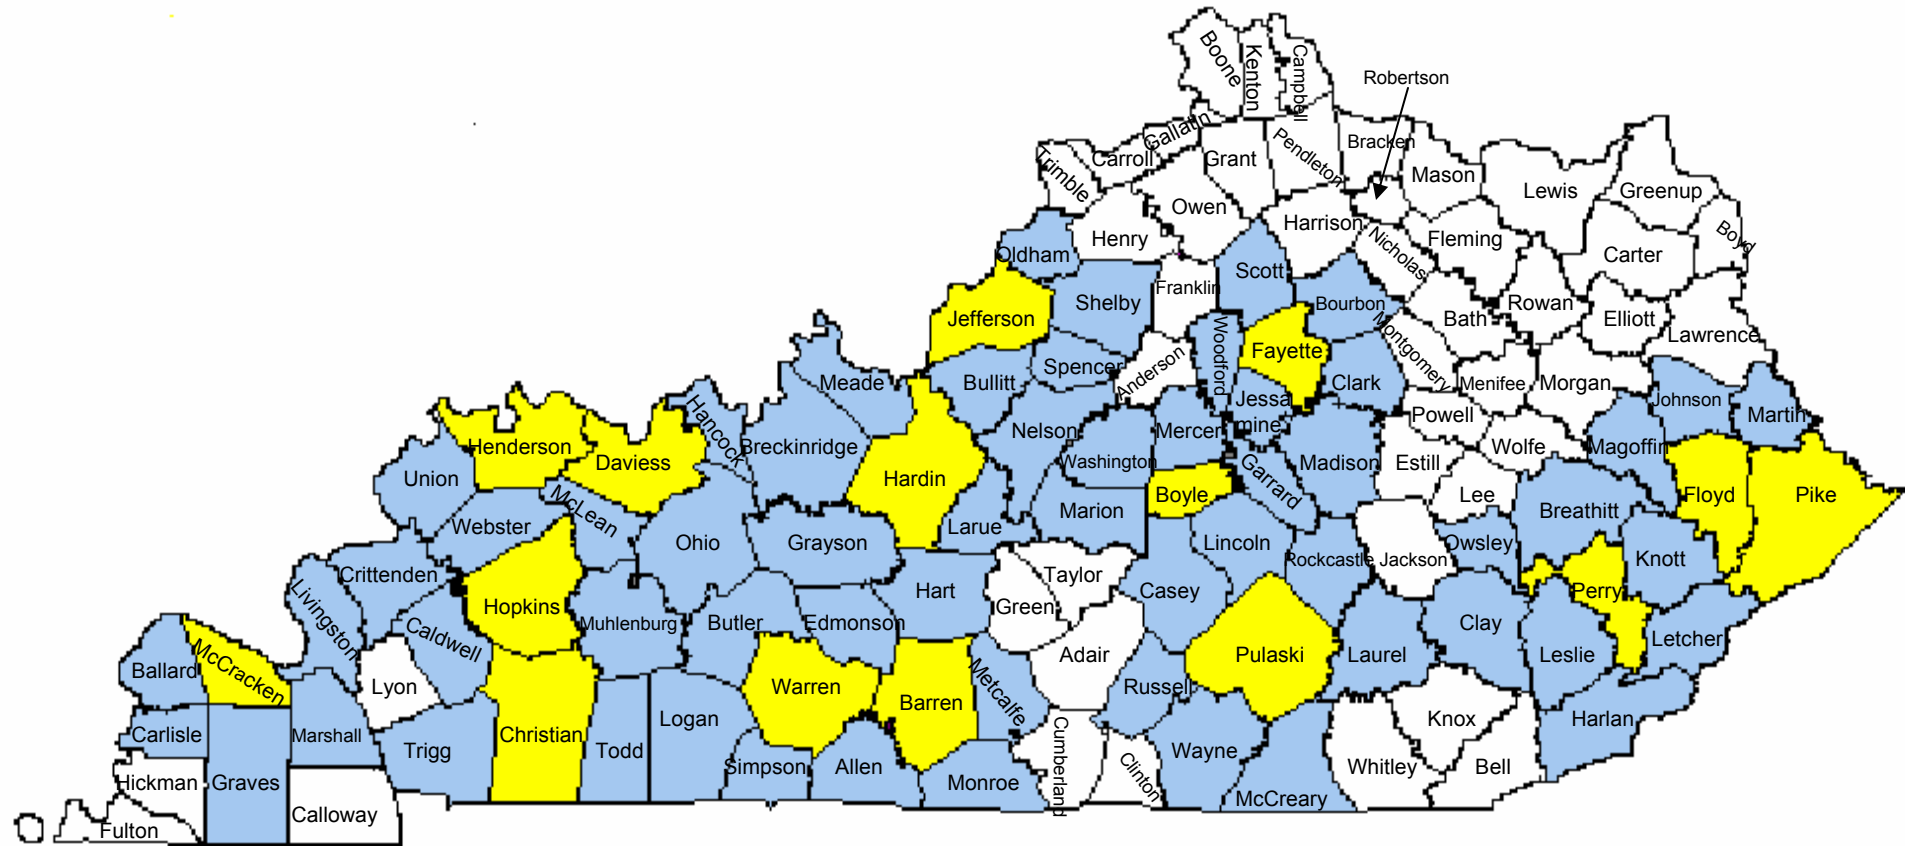 Boone
Kenton
Campbell
Robertson
Gallatin
Carroll
Trimble
Grant
Pendleton
Bracken
Mason
Lewis
Greenup
Owen
Harrison
Henry
Nicholas
Fleming
Carter
Boyd
Oldham
Scott
Franklin
Shelby
Bourbon
Bath
Rowan
Elliott
Lawrence
Jefferson
Woodford
Fayette
Montgomery
Spencer
Anderson
Meade
Bullitt
Clark
Menifee
Morgan
Jessa
mine
Johnson
Martin
Hancock
Breckinridge
Nelson
Mercer
Powell
Wolfe
Magoffin
Henderson
Daviess
Washington
Madison
Estill
Union
Hardin
Boyle
Garrard
Lee
Floyd
Pike
McLean
Webster
Larue
Marion
Breathitt
Ohio
Grayson
Lincoln
Rockcastle
Jackson
Owsley
Knott
Crittenden
Livingston
Hopkins
Hart
Taylor
Green
Casey
Perry
Caldwell
Muhlenburg
Butler
Edmonson
Clay
Letcher
Ballard
McCracken
Lyon
Warren
Barren
Metcalfe
Adair
Russell
Pulaski
Laurel
Leslie
Carlisle
Marshall
Trigg
Christian
Todd
Logan
Simpson
Allen
Monroe
Cumberland
Clinton
Wayne
McCreary
Whitley
Knox
Bell
Harlan
Hickman
Graves
Calloway
Fulton